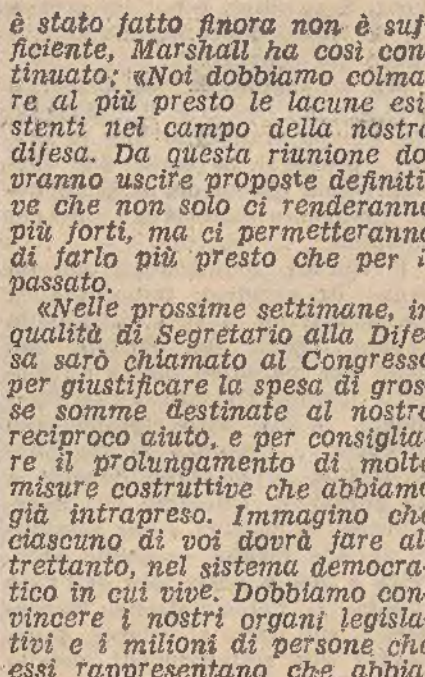 è stato fatto finora non è suf
ficiente, Marshall ha così con
tinuato: «Noi dobbiamo colma
re al più presto le lacune esi
stenti nel campo della nostra
difesa. Da questa riunione do
vranno uscire proposte definiti
ve che non solo ci renderanno
più forti, ma ci permetteranno
di farlo più presto che per i
passato.
«Nelle prossime settimane, in
qualità di Segretario alla Dife
sa sarò chiamato al Congresso
per giustificare la spesa di gros
se somme destinate al nostro
reciproco aiuto, e per consiglia
re il prolungamento di molte
misure costruttive che abbiamo
già intrapreso. Immagino che
ciascuno di voi dovrà fare al
trettanto, nel sistema democra
tico in cui vive. Dobbiamo con
vincere i nostri organi legisla
tivi e i milioni di persone che
essi rappresentano che abbia